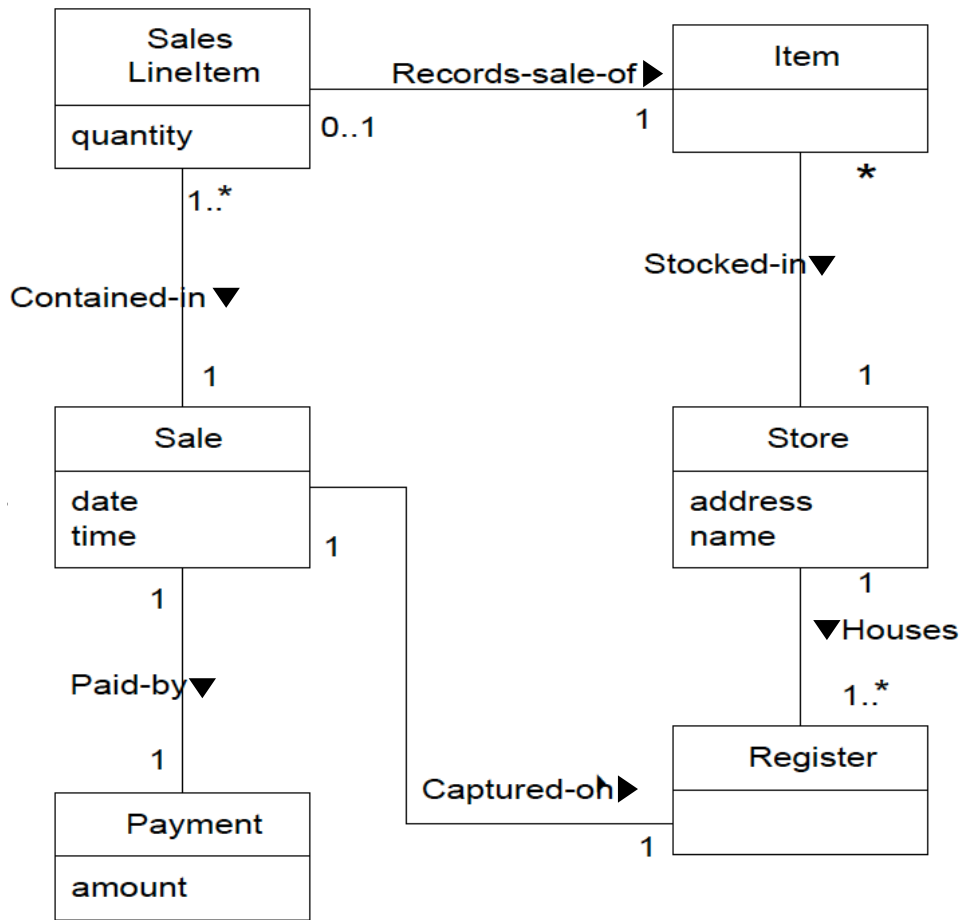 Sales
LineItem
quantity
Records-sale-of
0..1
1
Item
1..*
Contained-in
1
*
Stocked-in
1
Sale
date
time
1
1
Store
address
name
1
Houses
1..*
Paid-by
1
Payment
amount
Captured-on
1
Register